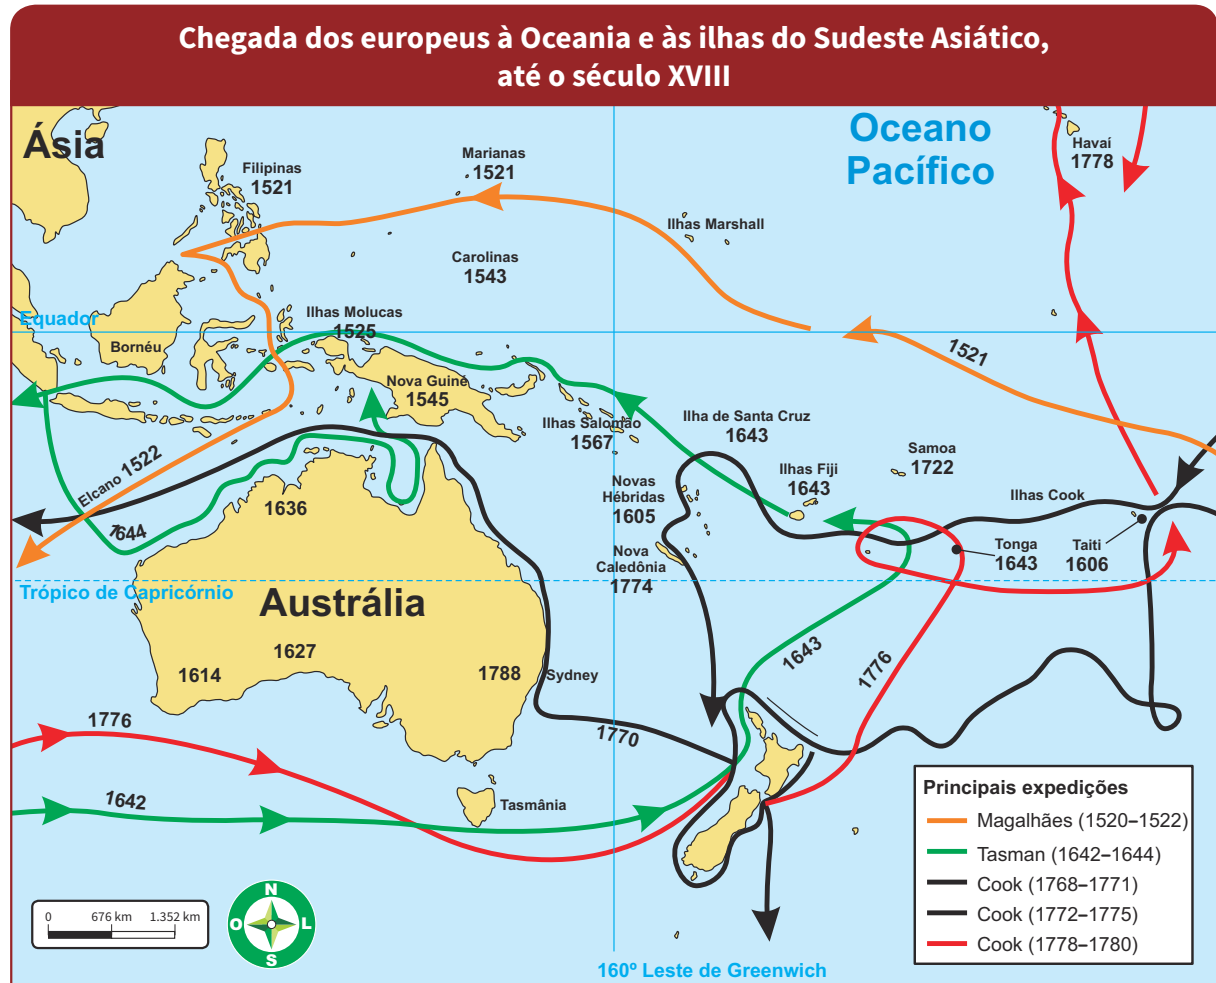 Chegada dos europeus à Oceania e às ilhas do Sudeste Asiático,
até o século XVIII
Ásia
Oceano
Pacífico
Havaí
1778
Filipinas
1521
Marianas
1521
Ilhas Marshall
Carolinas
1543
Ilhas Molucas
1525
Equador
Bornéu
1521
Nova Guiné
1545
Ilhas Salomão
1567
Ilha de Santa Cruz
1643
Samoa
1722
Ilhas Fiji
1643
Novas
Hébridas
1605
Ilhas Cook
Elcano 1522
1644
1636
Nova
Caledônia
1774
Tonga
1643
Taiti
1606
Trópico de Capricórnio
Austrália
1614
1627
1788
Sydney
1643
1776
1776
1770
1642
Tasmânia
Principais expedições
Magalhães (1520–1522)
Tasman (1642–1644)
Cook (1768–1771)
Cook (1772–1775)
Cook (1778–1780)
0 676 km 1.352 km
N
O L
S
160º Leste de Greenwich